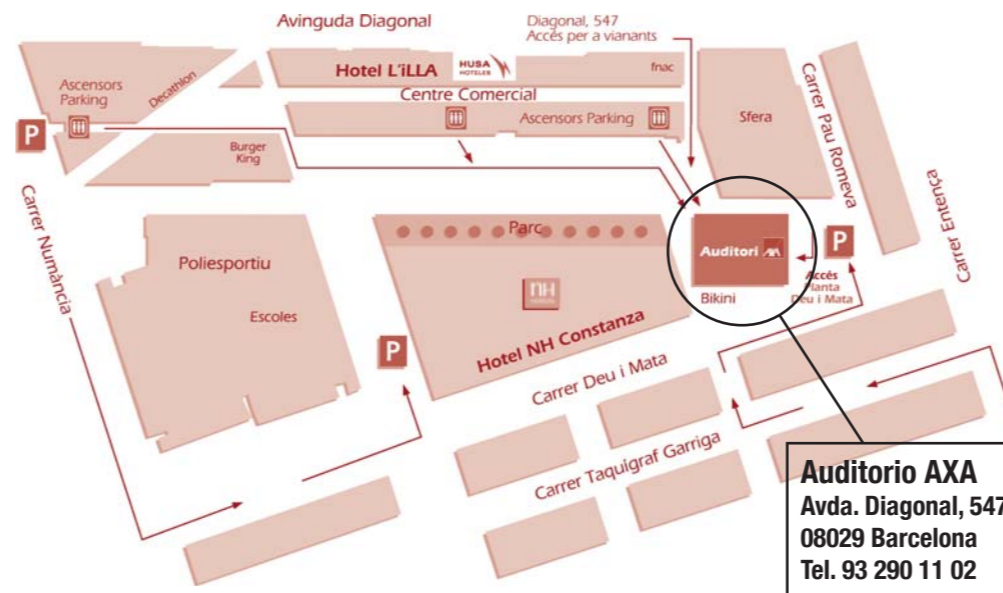 Avinguda Diagonal
Diagonal, 547
Accés per a vianants
Hotel L'iLLA
HUSA
HOTELES
fnac
Ascensors
Parking
Decathlon
Centre Comercial
Ascensors Parking
Sfera
Carrer Pau Romeva
P
Burger
King
Carrer Entença
Carrer Numància
Parc
Poliesportiu
Auditori AXA
P
Accés
Planta
Deu i Mata
nh
Bikini
Escoles
P
Hotel NH Constanza
Carrer Deu i Mata
Carrer Taquigraf Garriga
Auditorio AXA
Avda. Diagonal, 547
08029 Barcelona
Tel. 93 290 11 02